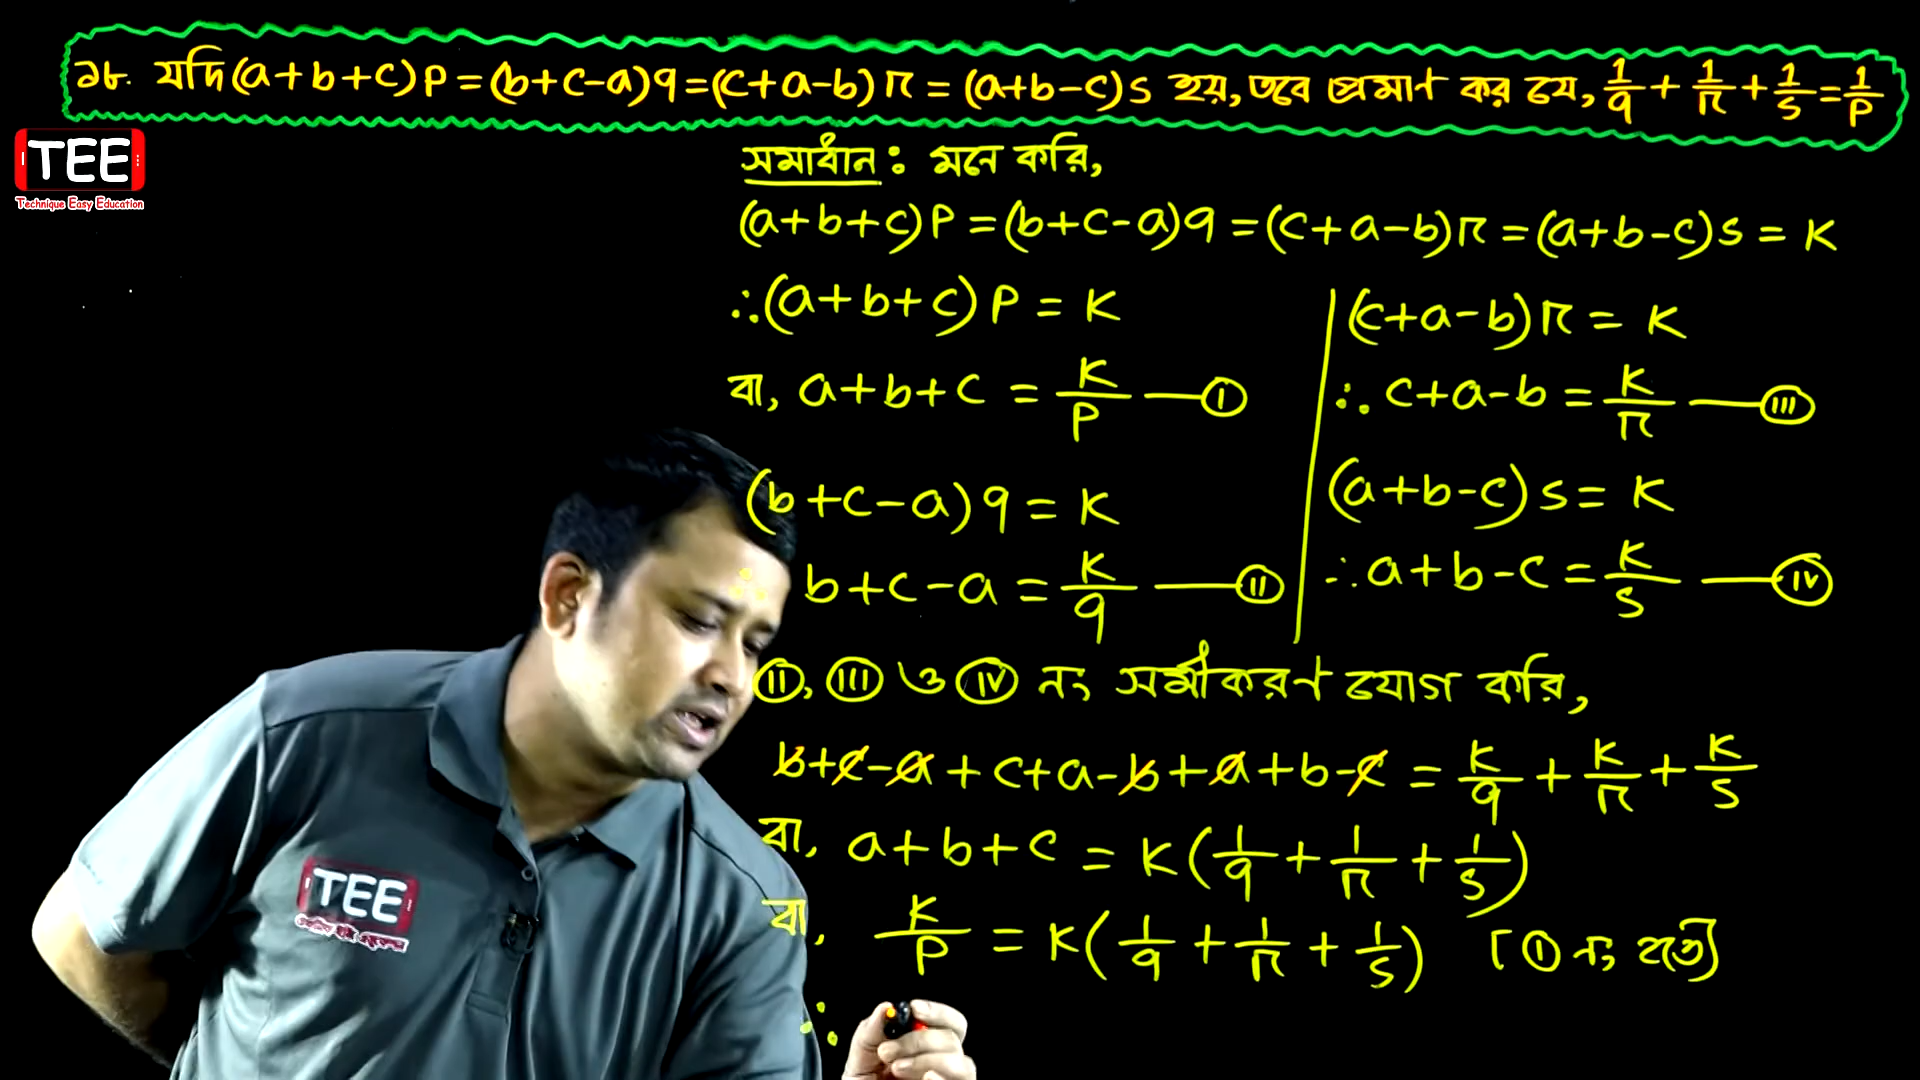 ১৮. যদি (a+b+c)p = (b+c-a)q = (c+a-b)r = (a+b-c)s হয়, তবে প্রমাণ কর যে, 1/q + 1/r + 1/s = 1/p
TEE
Technique Easy Education
সমাধান : মনে করি,
(a+b+c)p = (b+c-a)q = (c+a-b)r = (a+b-c)s = K
∴ (a+b+c)p = K
বা, a+b+c = K/p —— (i)
(b+c-a)q = K
b+c-a = K/q —— (ii)
(c+a-b)r = K
∴ c+a-b = K/r —— (iii)
(a+b-c)s = K
∴ a+b-c = K/s —— (iv)
(ii), (iii) ও (iv) নং সমীকরণ যোগ করি,
b+c-a + c+a-b + a+b-c = K/q + K/r + K/s
বা, a+b+c = K(1/q + 1/r + 1/s)
বা, K/p = K(1/q + 1/r + 1/s) [(i) নং হতে]
∴
TEE